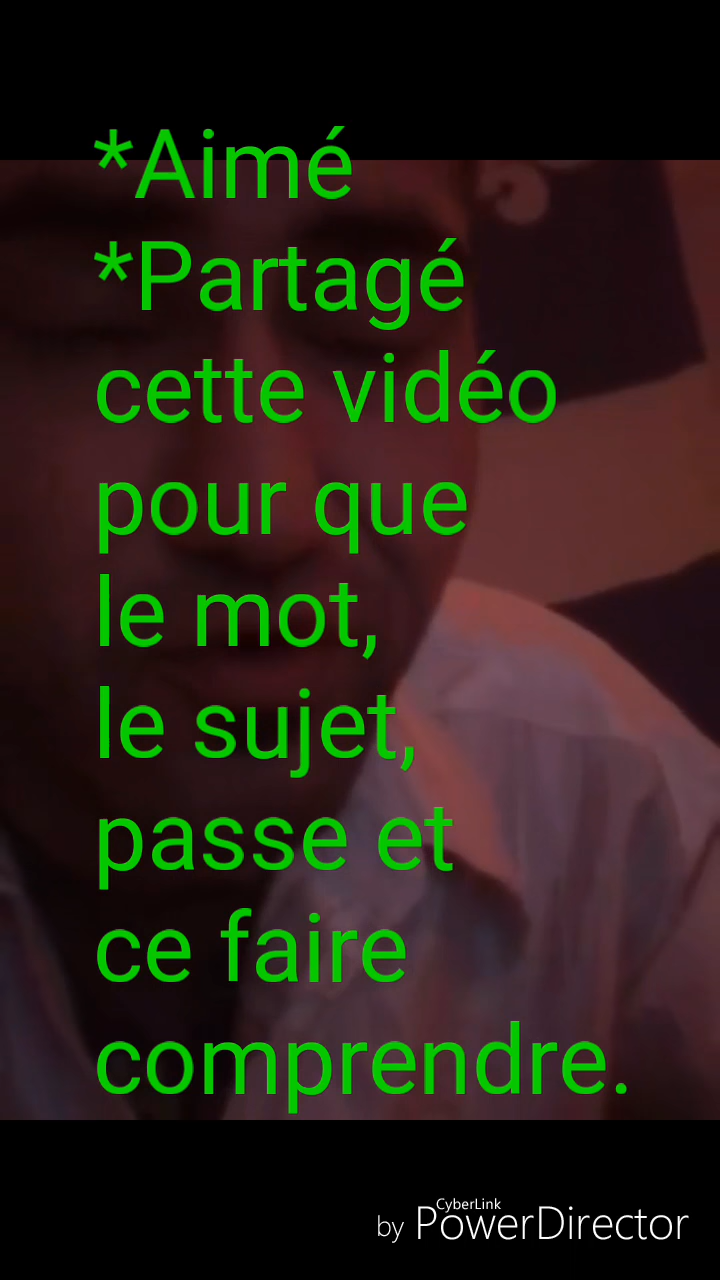 *Aimé
*Partagé
cette vidéo
pour que
le mot,
le sujet,
passe et
ce faire
comprendre.
CyberLink
by PowerDirector